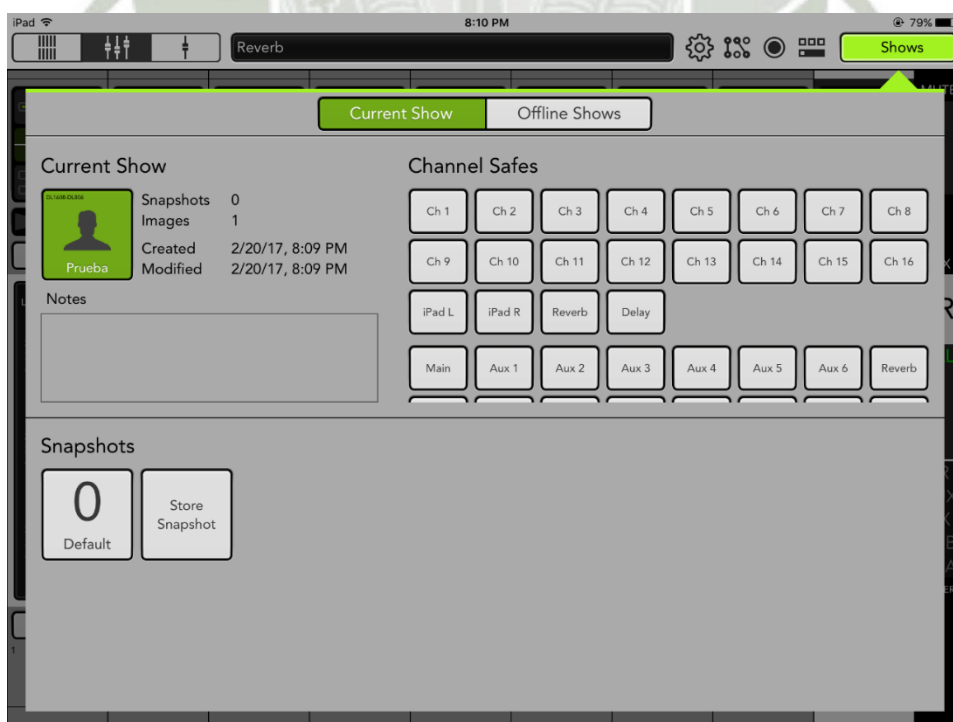 iPad 8:10 PM 79%
Reverb Shows
MUTE
Current Show Offline Shows
Current Show
Snapshots 0
Images 1
Created 2/20/17, 8:09 PM
Modified 2/20/17, 8:09 PM
Prueba
Notes
Channel Safes
Ch 1 Ch 2 Ch 3 Ch 4 Ch 5 Ch 6 Ch 7 Ch 8
Ch 9 Ch 10 Ch 11 Ch 12 Ch 13 Ch 14 Ch 15 Ch 16
iPad L iPad R Reverb Delay
Main Aux 1 Aux 2 Aux 3 Aux 4 Aux 5 Aux 6 Reverb
Snapshots
0
Default
Store
Snapshot
1